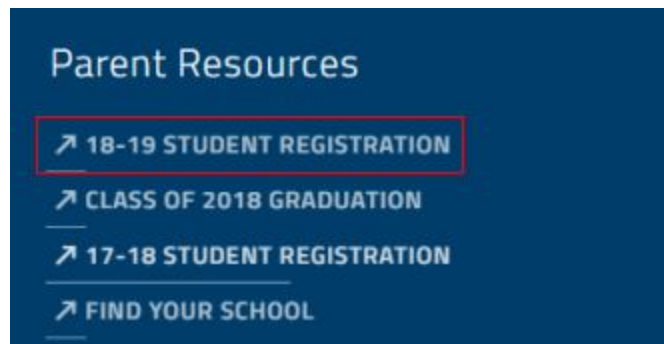 Parent Resources
18-19 STUDENT REGISTRATION
CLASS OF 2018 GRADUATION
17-18 STUDENT REGISTRATION
FIND YOUR SCHOOL